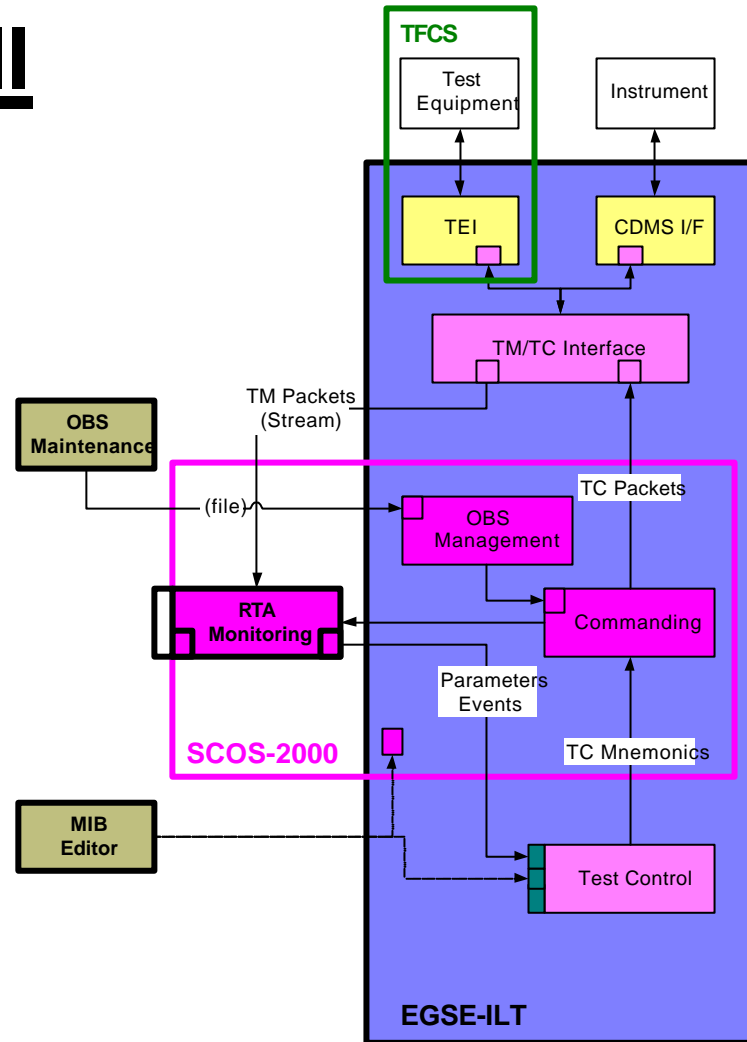 TFCS
Test
Equipment
Instrument
TEI
CDMS I/F
TM/TC Interface
TM Packets
(Stream)
OBS
Maintenance
TC Packets
(file)
OBS
Management
RTA
Monitoring
Commanding
Parameters
Events
SCOS-2000
TC Mnemonics
MIB
Editor
Test Control
EGSE-ILT